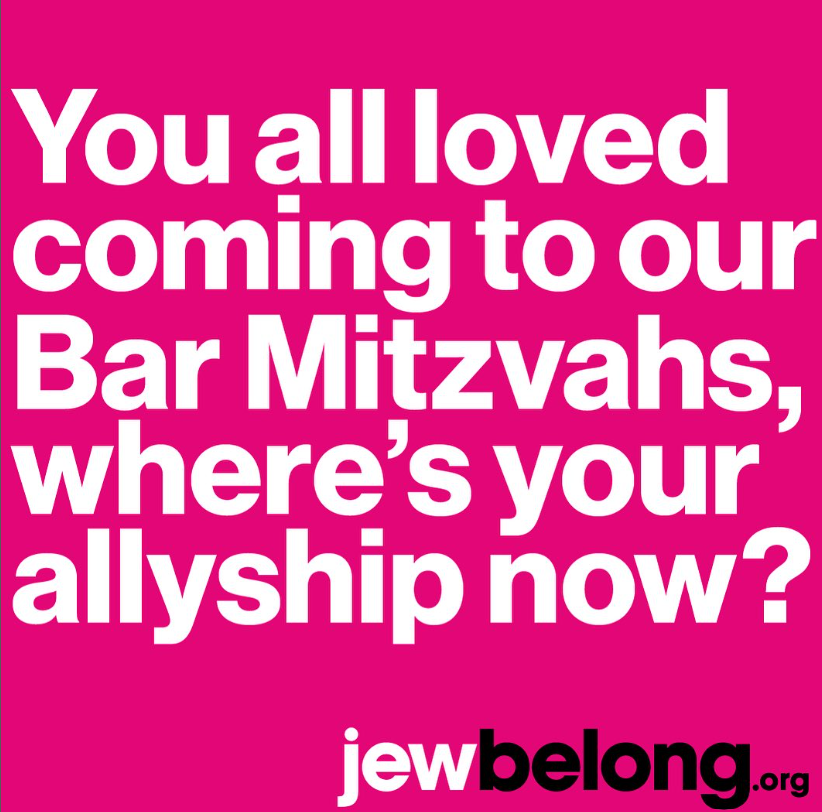 You all loved
coming to our
Bar Mitzvahs,
where’s your
allyship now?
jewbelong.org